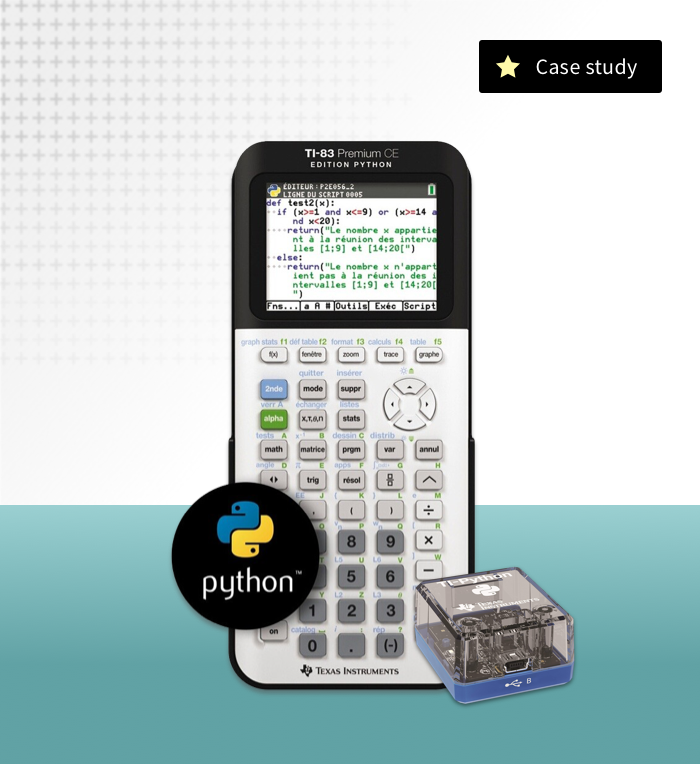 Case study
TI-83 Premium CE
EDITION PYTHON
ÉDITEUR : P2E056_2
LIGNE DU SCRIPT 0005
def test2(x):
if (x>=1 and x<=9) or (x>=14 a
nd x<20):
return("Le nombre x appartie
nt à la réunion des interva
lles [1;9] et [14;20[")
else:
return("Le nombre x n'appart
ient pas à la réunion des i
ntervalles [1;9] et [14;20[
")
Fns... a A # Outils Exéc Script
graph stats f1 déf table f2 format f3 calculs f4 table f5
f(x) fenêtre zoom trace graphe
quitter insérer
2nde mode suppr
verr A échanger listes
alpha X,T,θ,n stats
tests A B dessin C distrib
math matrice prgm var annul
angle D E apps F G H
trig résol
J K L M
, ( ) ÷
O P Q R
8 9 ×
T U V W
5 6 −
Y Z θ
1 2 3
catalog : rép ?
on 0 . (-)
TEXAS INSTRUMENTS
python™
TI-Python
TEXAS INSTRUMENTS
B